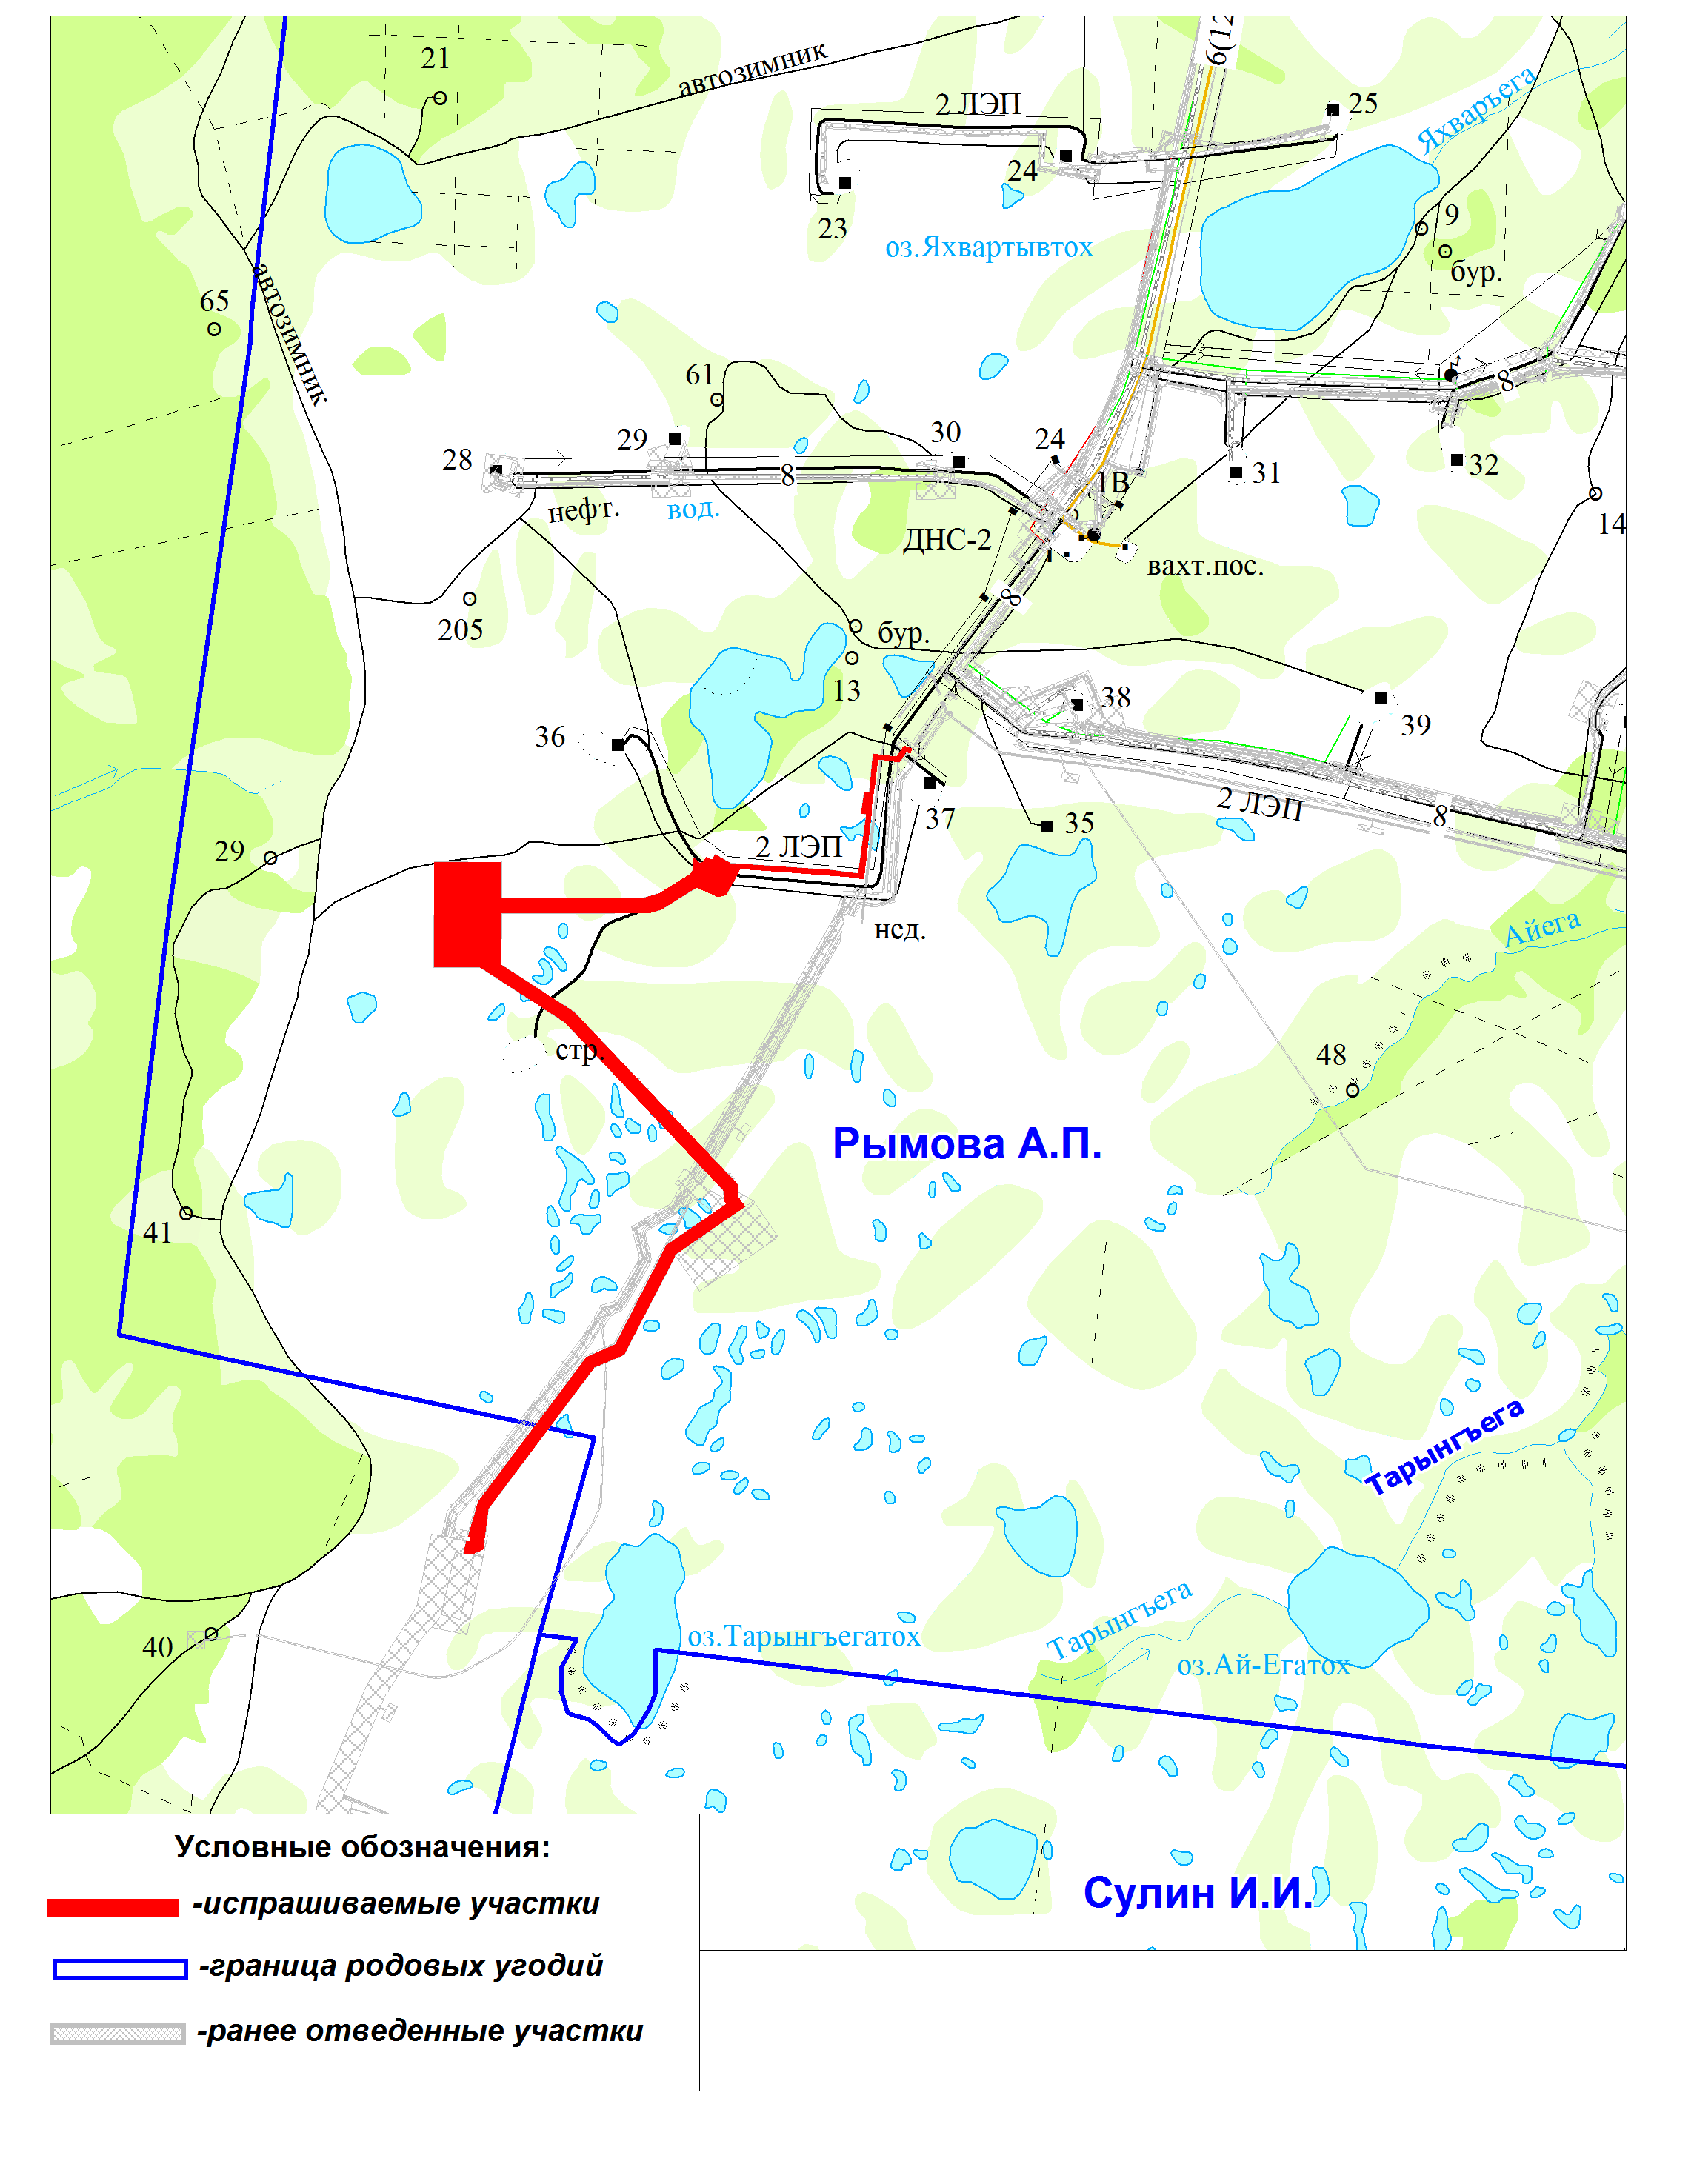 6(12
21
автозимник
2 ЛЭП
25
Яхваръега
24
23
9
оз.Яхвартывтох
бур.
65
автозимник
61
8
29
30
24
28
8
31
32
1В
нефт.
вод.
14
ДНС-2
вахт.пос.
8
205
бур.
13
38
36
39
2 ЛЭП
37
35
8
2 ЛЭП
29
нед.
Айега
стр.
48
Рымова А.П.
41
Тарынгъега
40
оз.Тарынгъегатох
Тарынгъега
оз.Ай-Егатох
Сулин И.И.
Условные обозначения:
-испрашиваемые участки
-граница родовых угодий
-ранее отведенные участки